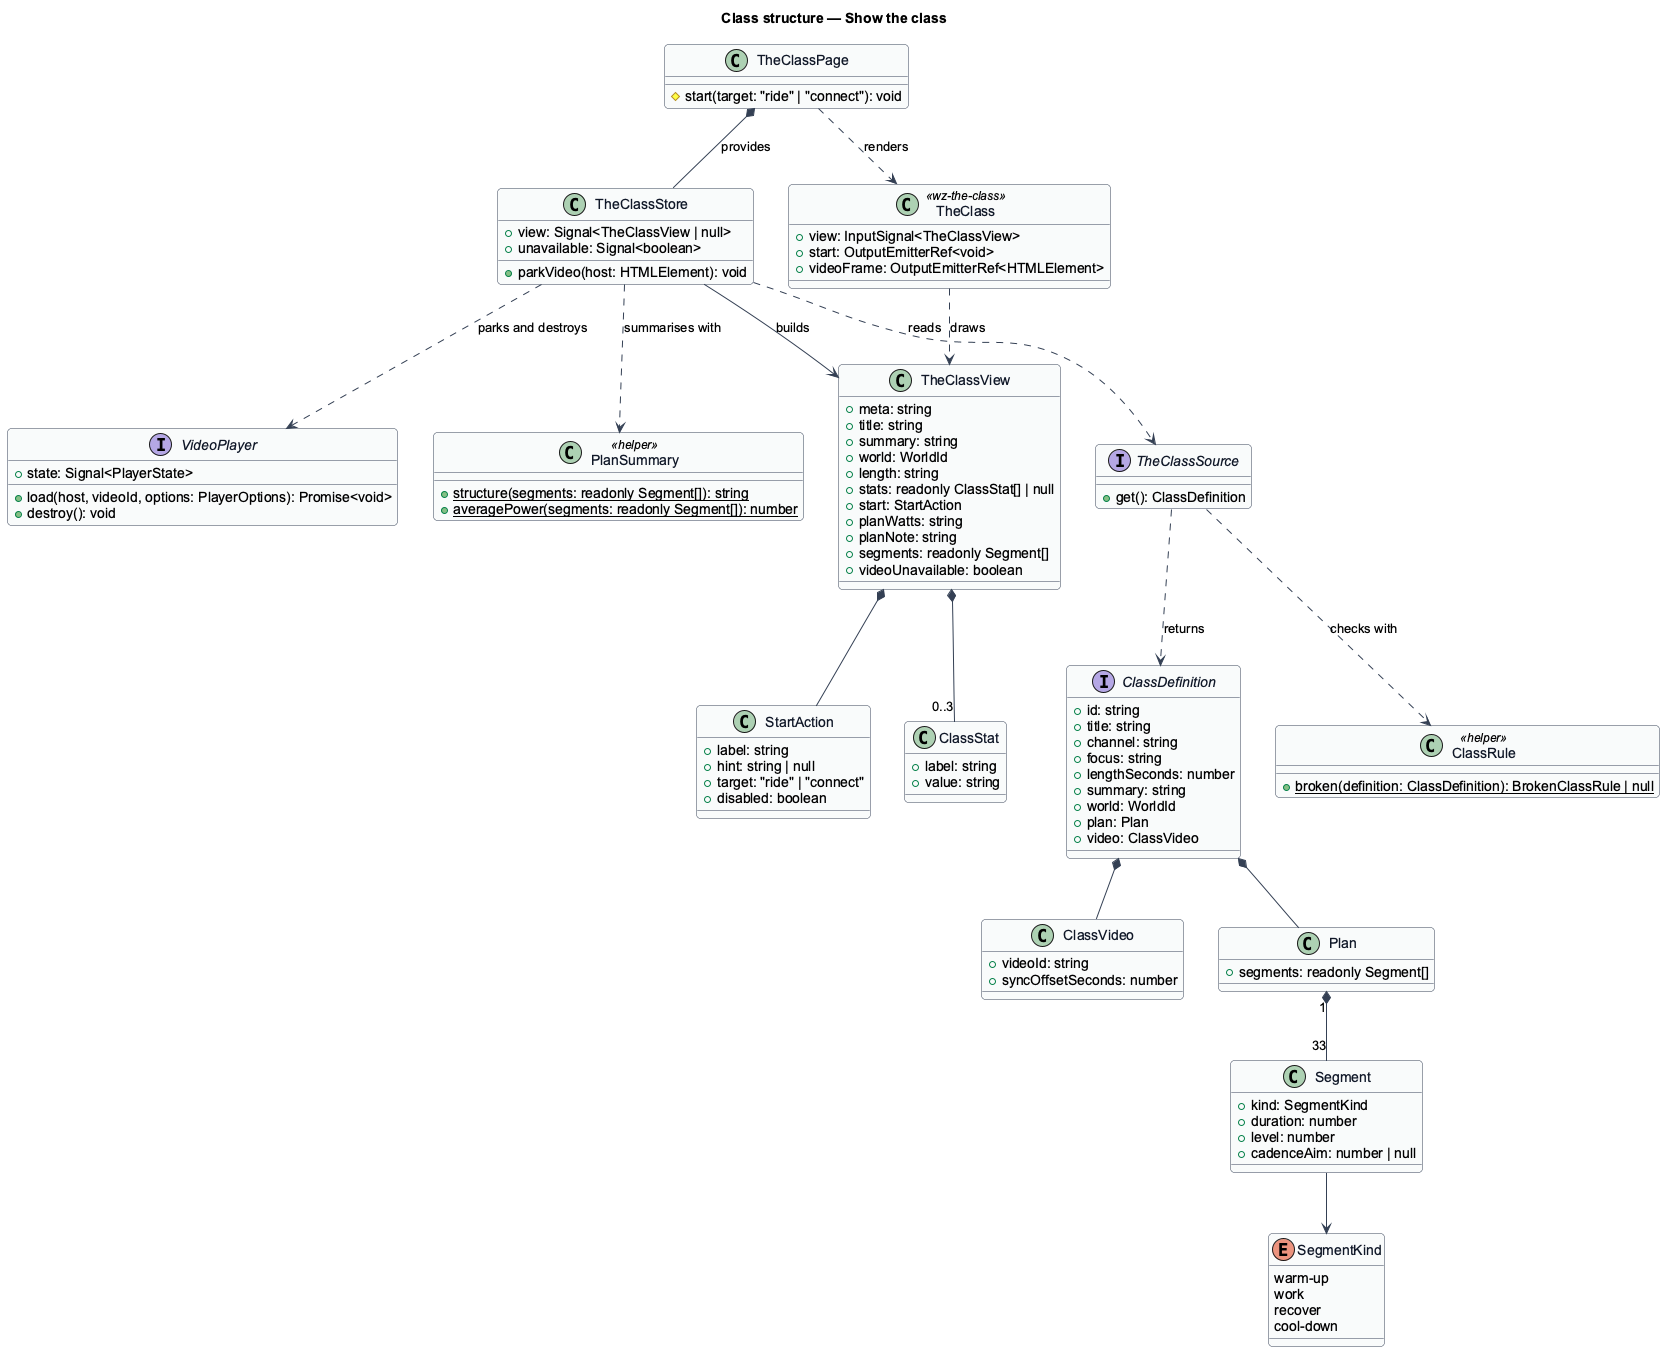 Class structure — Show the class
C TheClassPage
start(target: "ride" | "connect"): void
provides
renders
C TheClassStore
view: Signal<TheClassView | null>
unavailable: Signal<boolean>
parkVideo(host: HTMLElement): void
«wz-the-class»
C TheClass
view: InputSignal<TheClassView>
start: OutputEmitterRef<void>
videoFrame: OutputEmitterRef<HTMLElement>
parks and destroys
summarises with
builds
reads
draws
I VideoPlayer
state: Signal<PlayerState>
load(host, videoId, options: PlayerOptions): Promise<void>
destroy(): void
«helper»
C PlanSummary
structure(segments: readonly Segment[]): string
averagePower(segments: readonly Segment[]): number
C TheClassView
meta: string
title: string
summary: string
world: WorldId
length: string
stats: readonly ClassStat[] | null
start: StartAction
planWatts: string
planNote: string
segments: readonly Segment[]
videoUnavailable: boolean
I TheClassSource
get(): ClassDefinition
returns
checks with
0..3
C StartAction
label: string
hint: string | null
target: "ride" | "connect"
disabled: boolean
C ClassStat
label: string
value: string
I ClassDefinition
id: string
title: string
channel: string
focus: string
lengthSeconds: number
summary: string
world: WorldId
plan: Plan
video: ClassVideo
«helper»
C ClassRule
broken(definition: ClassDefinition): BrokenClassRule | null
C ClassVideo
videoId: string
syncOffsetSeconds: number
C Plan
segments: readonly Segment[]
1
33
C Segment
kind: SegmentKind
duration: number
level: number
cadenceAim: number | null
E SegmentKind
warm-up
work
recover
cool-down